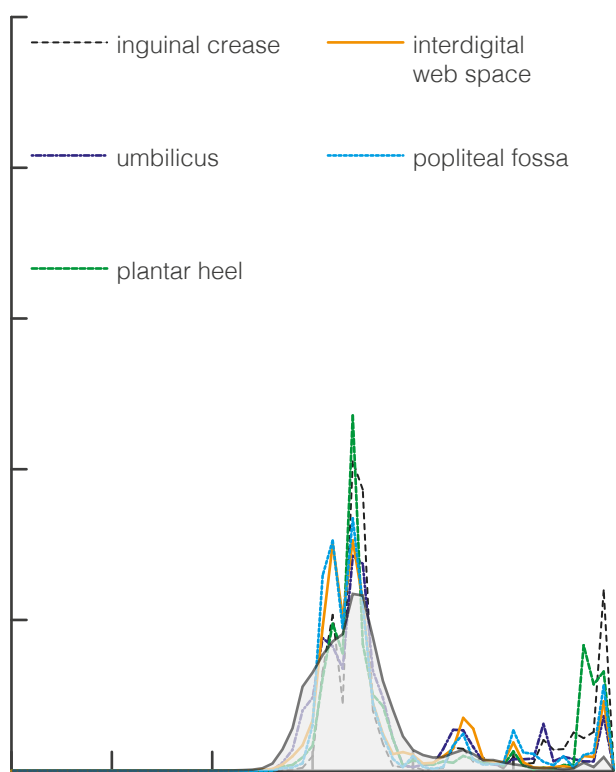 inguinal crease
interdigital
web space
umbilicus
popliteal fossa
plantar heel